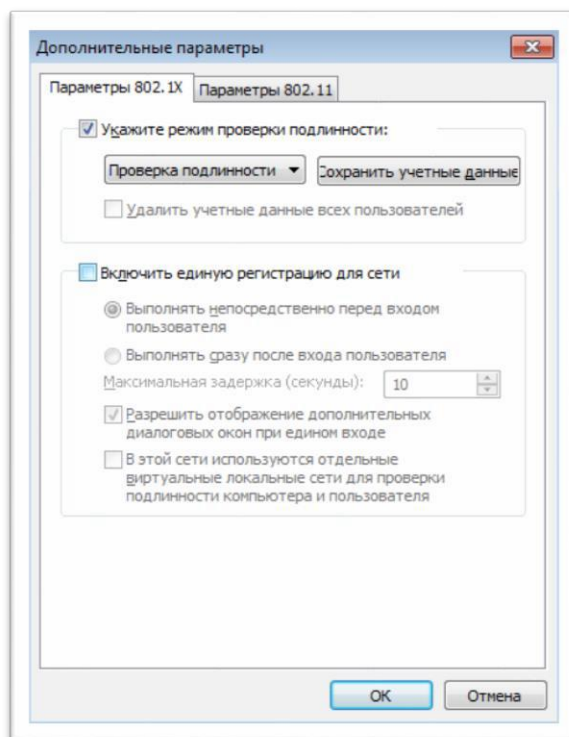 Дополнительные параметры
Параметры 802.1X
Параметры 802.11
Укажите режим проверки подлинности:
Проверка подлинности
Сохранить учетные данные
Удалить учетные данные всех пользователей
Включить единую регистрацию для сети
Выполнять непосредственно перед входом
пользователя
Выполнять сразу после входа пользователя
Максимальная задержка (секунды):
10
Разрешить отображение дополнительных
диалоговых окон при едином входе
В этой сети используются отдельные
виртуальные локальные сети для проверки
подлинности компьютера и пользователя
ОК
Отмена